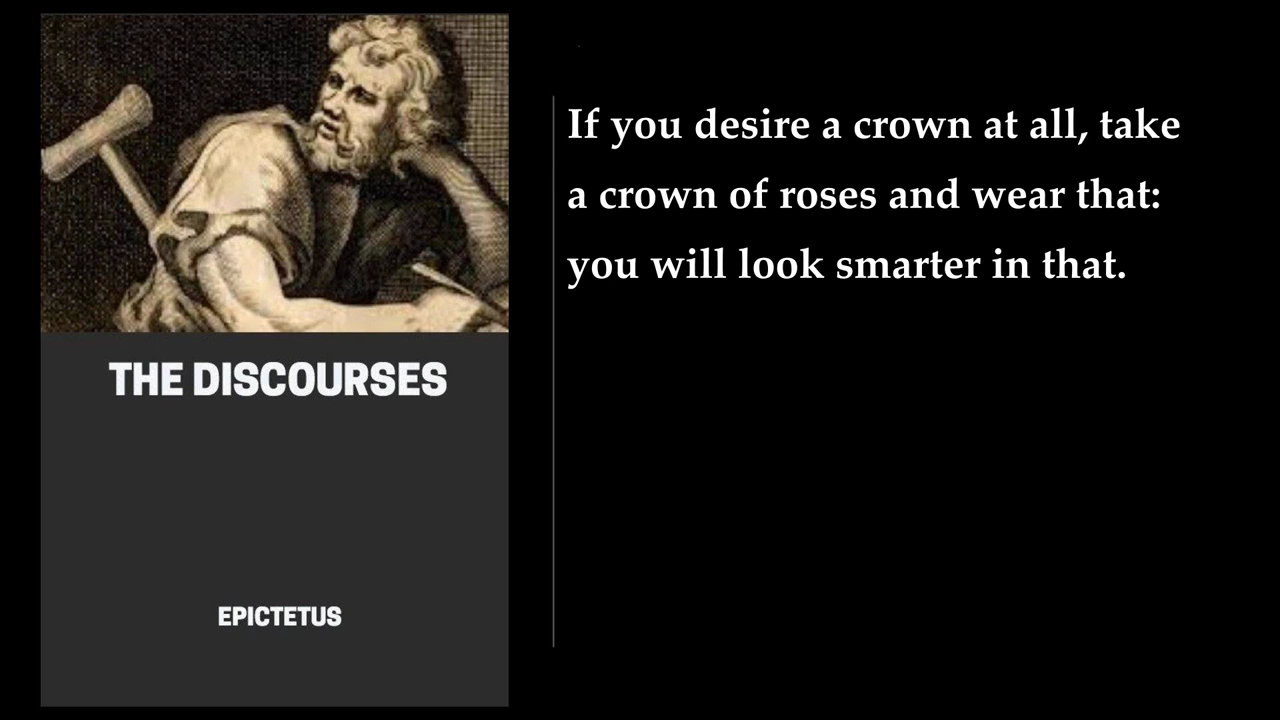 THE DISCOURSES
EPICTETUS
If you desire a crown at all, take
a crown of roses and wear that:
you will look smarter in that.